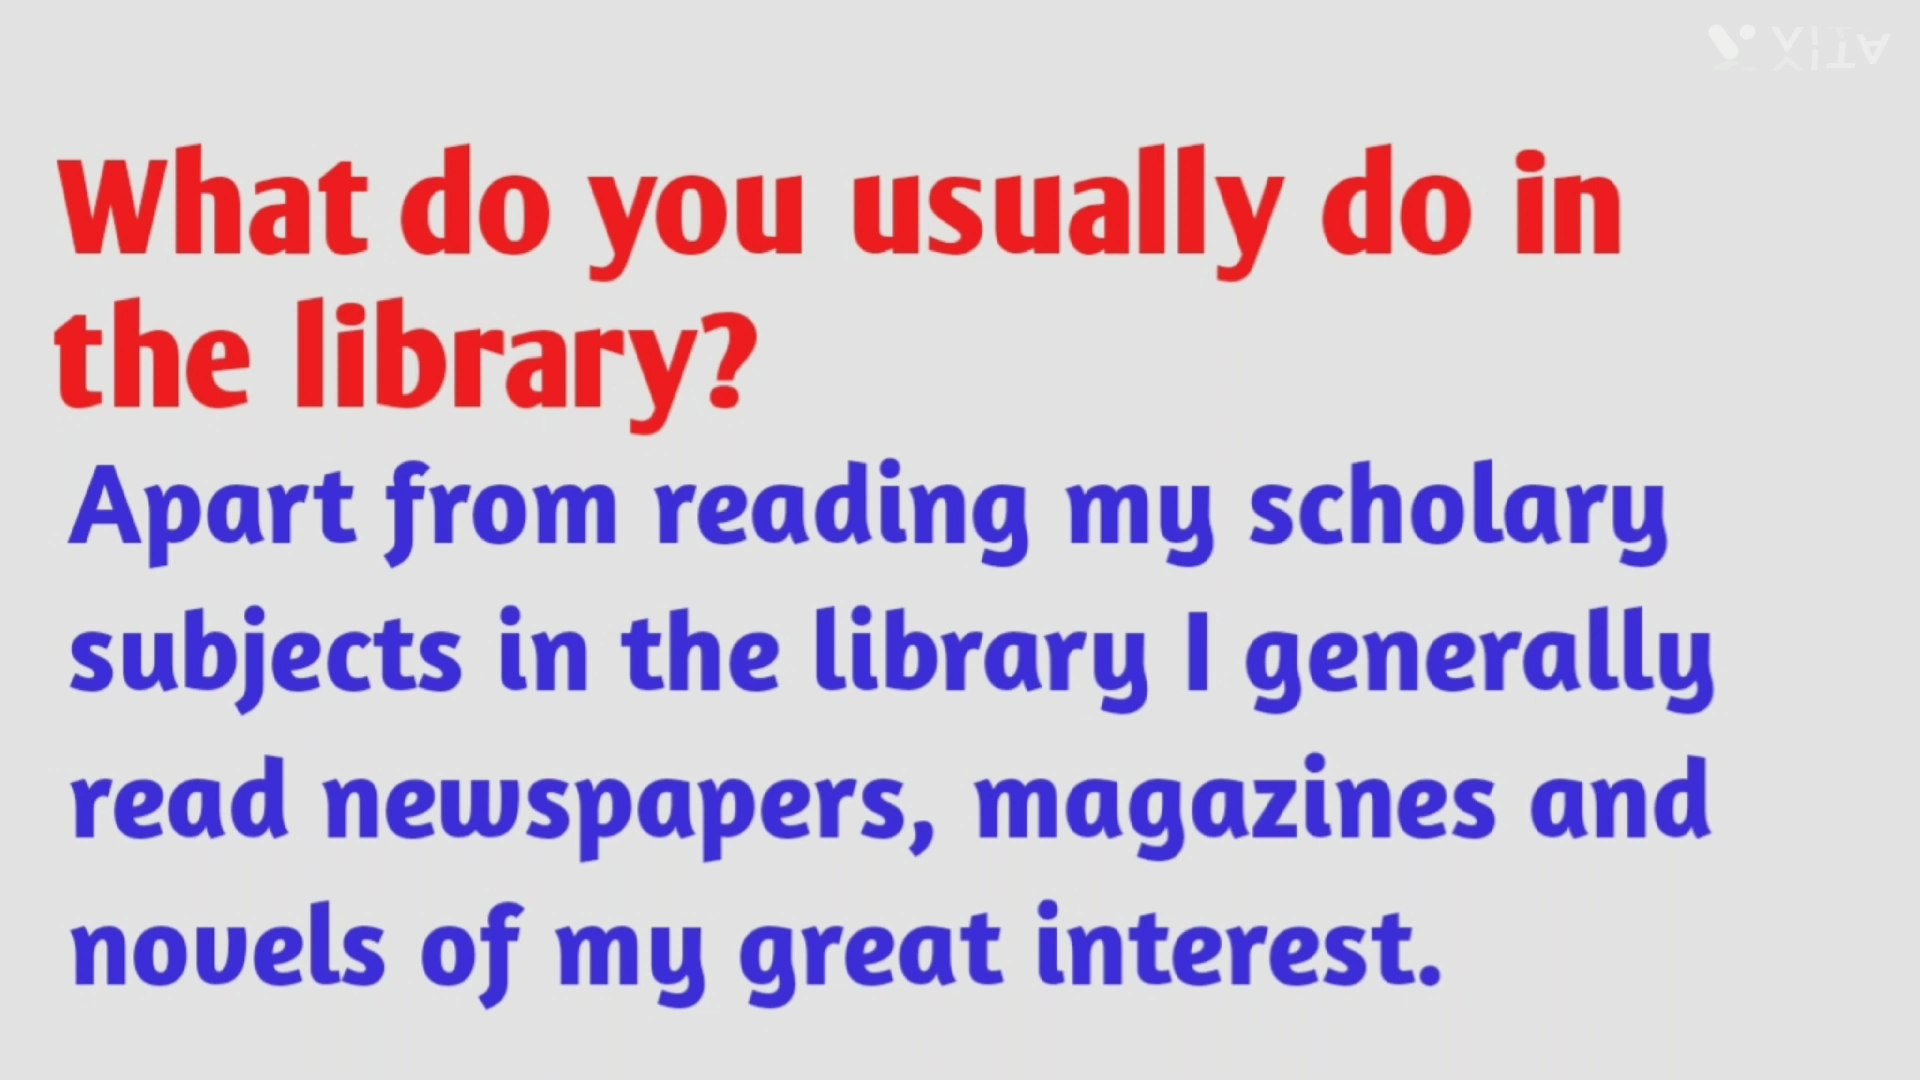 VITA
What do you usually do in
the library?
Apart from reading my scholary
subjects in the library I generally
read newspapers, magazines and
novels of my great interest.